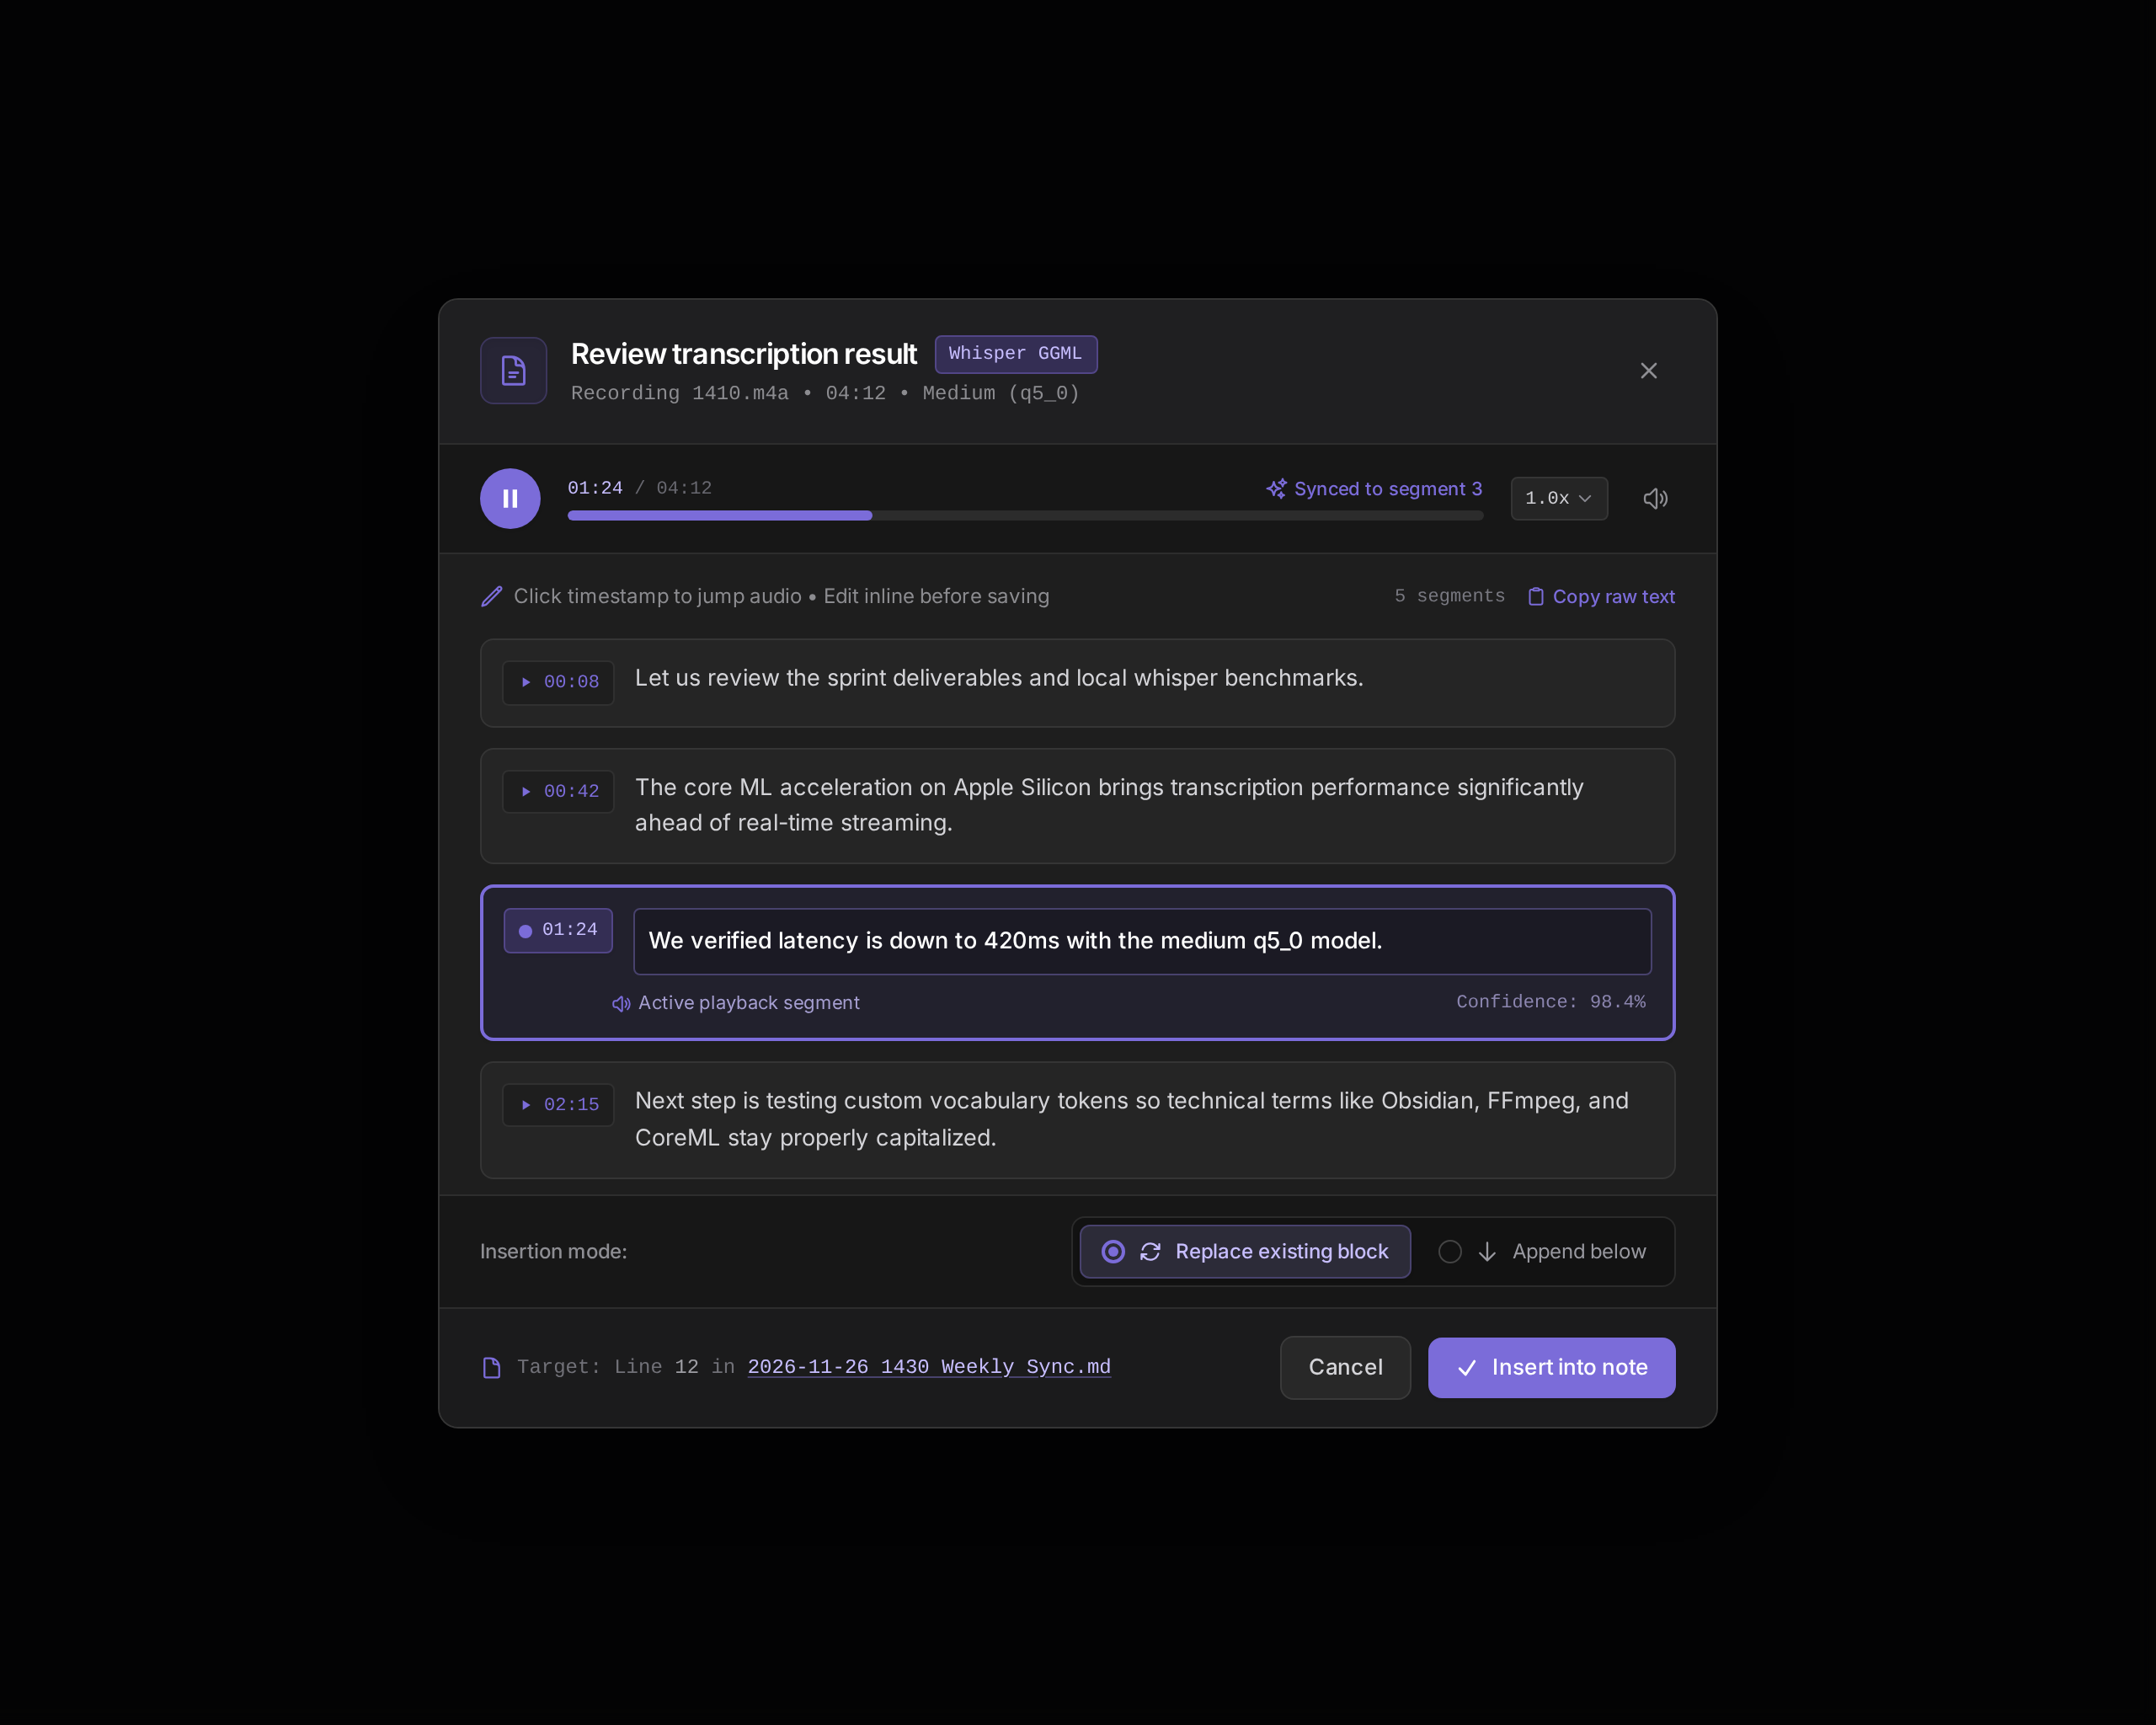 Review transcription result
Whisper GGML
Recording 1410.m4a • 04:12 • Medium (q5_0)
01:24 / 04:12
Synced to segment 3
1.0x
Click timestamp to jump audio • Edit inline before saving
5 segments
Copy raw text
00:08
Let us review the sprint deliverables and local whisper benchmarks.
00:42
The core ML acceleration on Apple Silicon brings transcription performance significantly
ahead of real-time streaming.
01:24
We verified latency is down to 420ms with the medium q5_0 model.
Active playback segment
Confidence: 98.4%
02:15
Next step is testing custom vocabulary tokens so technical terms like Obsidian, FFmpeg, and
CoreML stay properly capitalized.
Insertion mode:
Replace existing block
Append below
Target: Line 12 in 2026-11-26 1430 Weekly Sync.md
Cancel
Insert into note